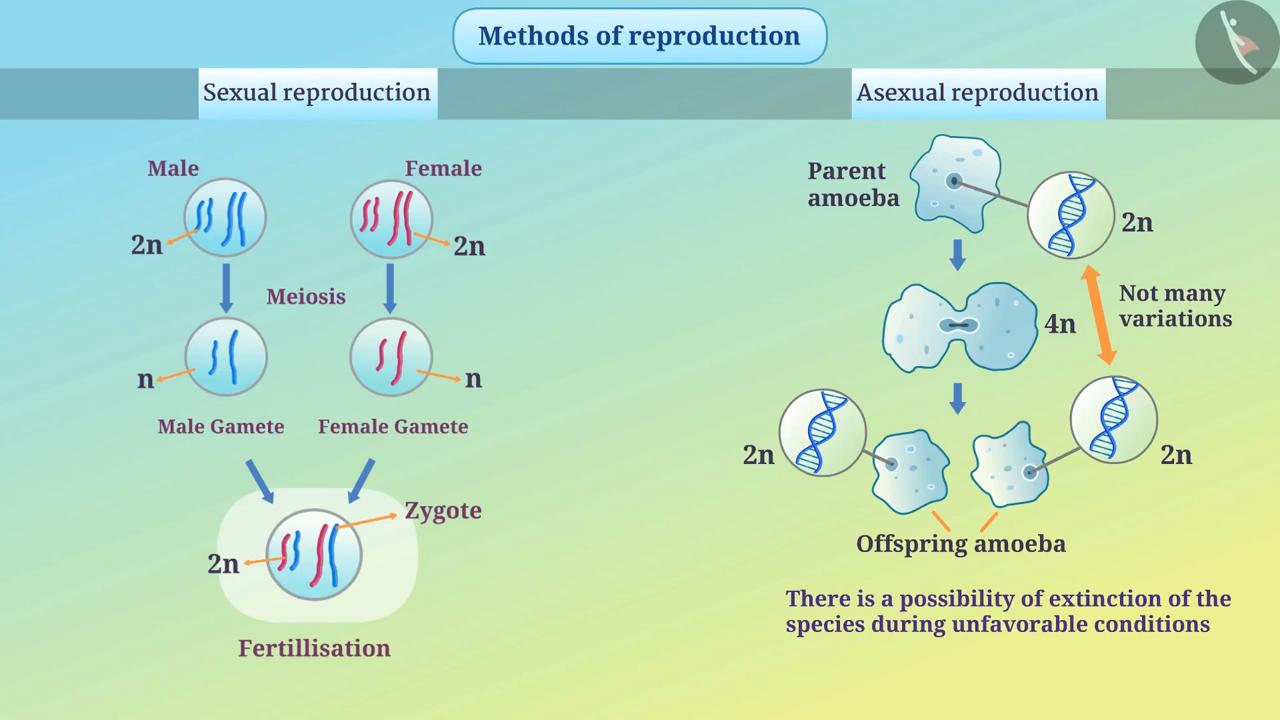 Methods of reproduction
Sexual reproduction
Asexual reproduction
Male
Female
2n
2n
Meiosis
n
n
Male Gamete
Female Gamete
Zygote
2n
Fertillisation
Parent
amoeba
2n
Not many
variations
4n
2n
2n
Offspring amoeba
There is a possibility of extinction of the
species during unfavorable conditions